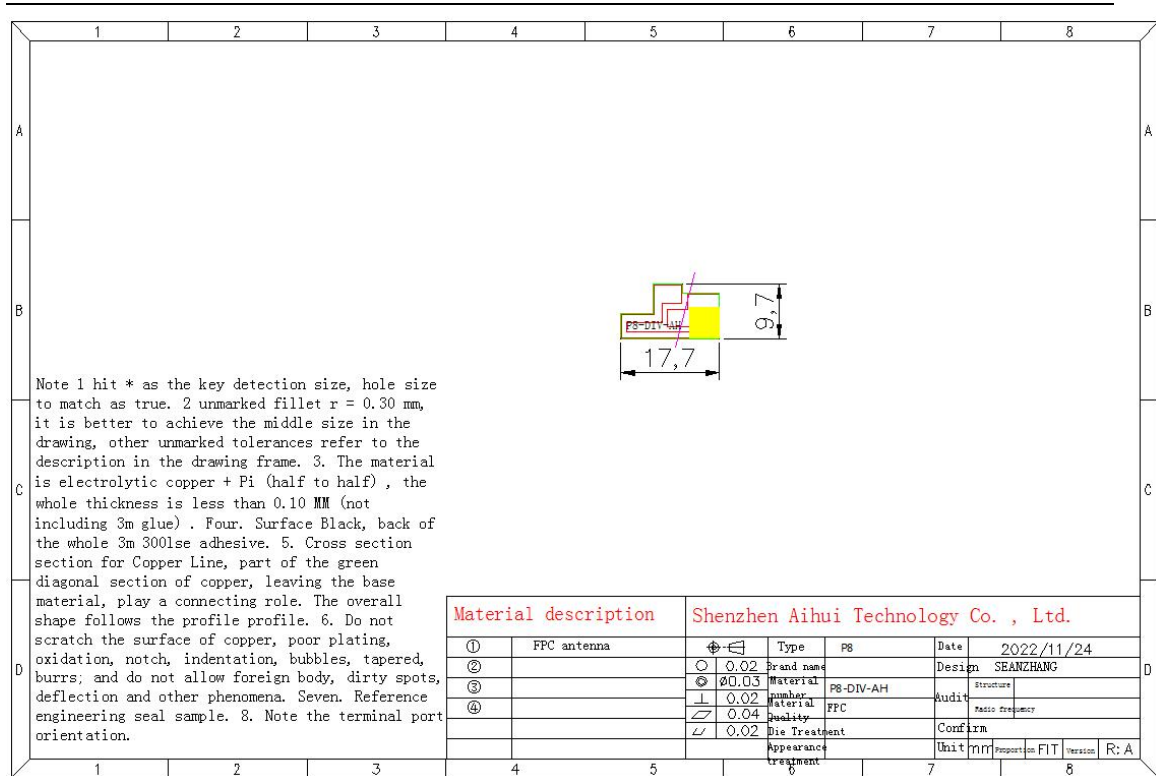 1 2 3 4 5 6 7 8
A A
B B
C C
D D
P8-DIV-AH
9,7
17,7
Note 1 hit * as the key detection size, hole size
to match as true. 2 unmarked fillet r = 0.30 mm,
it is better to achieve the middle size in the
drawing, other unmarked tolerances refer to the
description in the drawing frame. 3. The material
is electrolytic copper + Pi (half to half) , the
whole thickness is less than 0.10 MM (not
including 3m glue) . Four. Surface Black, back of
the whole 3m 300lse adhesive. 5. Cross section
section for Copper Line, part of the green
diagonal section of copper, leaving the base
material, play a connecting role. The overall
shape follows the profile profile. 6. Do not
scratch the surface of copper, poor plating,
oxidation, notch, indentation, bubbles, tapered,
burrs; and do not allow foreign body, dirty spots,
deflection and other phenomena. Seven. Reference
engineering seal sample. 8. Note the terminal port
orientation.
Material description
① FPC antenna
②
③
④
Shenzhen Aihui Technology Co. , Ltd.
Type P8 Date 2022/11/24
0.02 Brand name Design SEANZHANG
Ø0.03 Material number P8-DIV-AH Audit Structure
0.02 Material Quality FPC Radio frequency
0.04
0.02 Die Treatment Confirm
Appearance treatment Unit mm Proportion FIT Version R: A
1 2 3 4 5 6 7 8